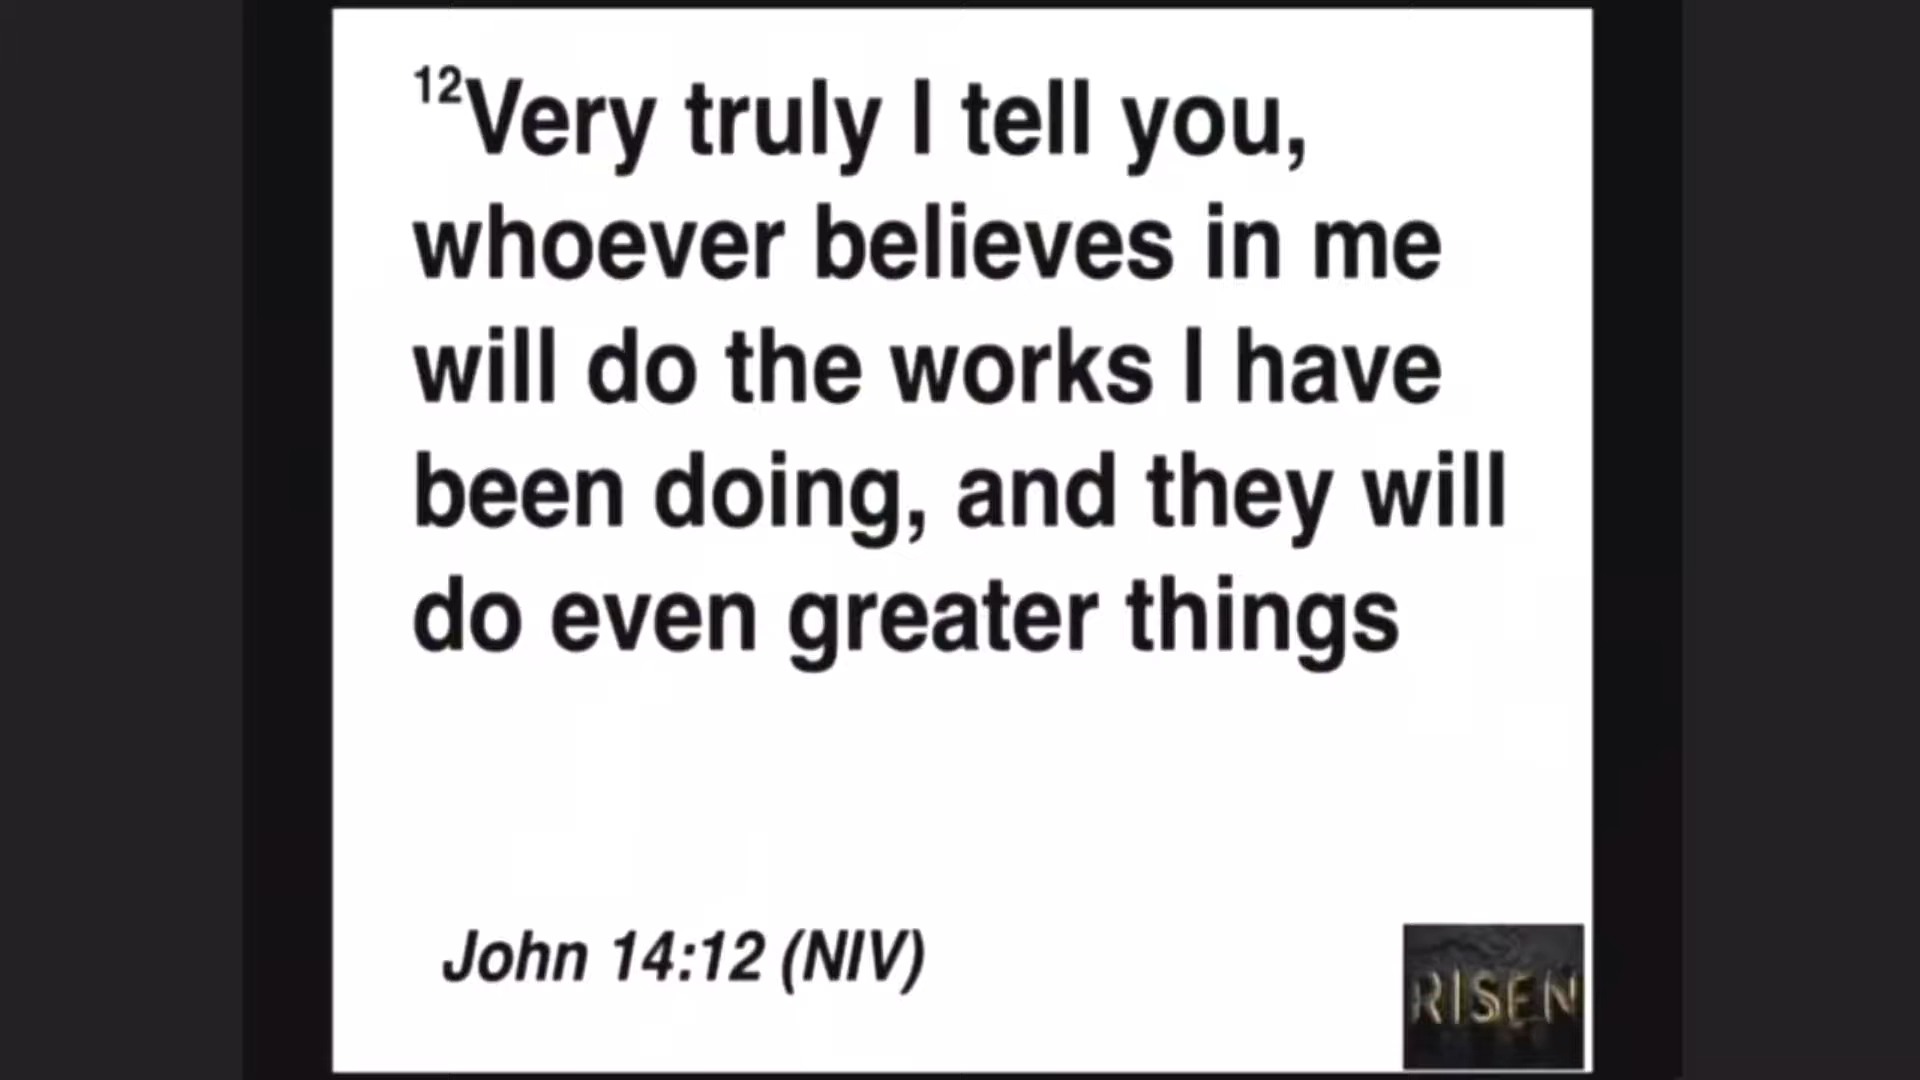 12Very truly I tell you,
whoever believes in me
will do the works I have
been doing, and they will
do even greater things
John 14:12 (NIV)
RISEN